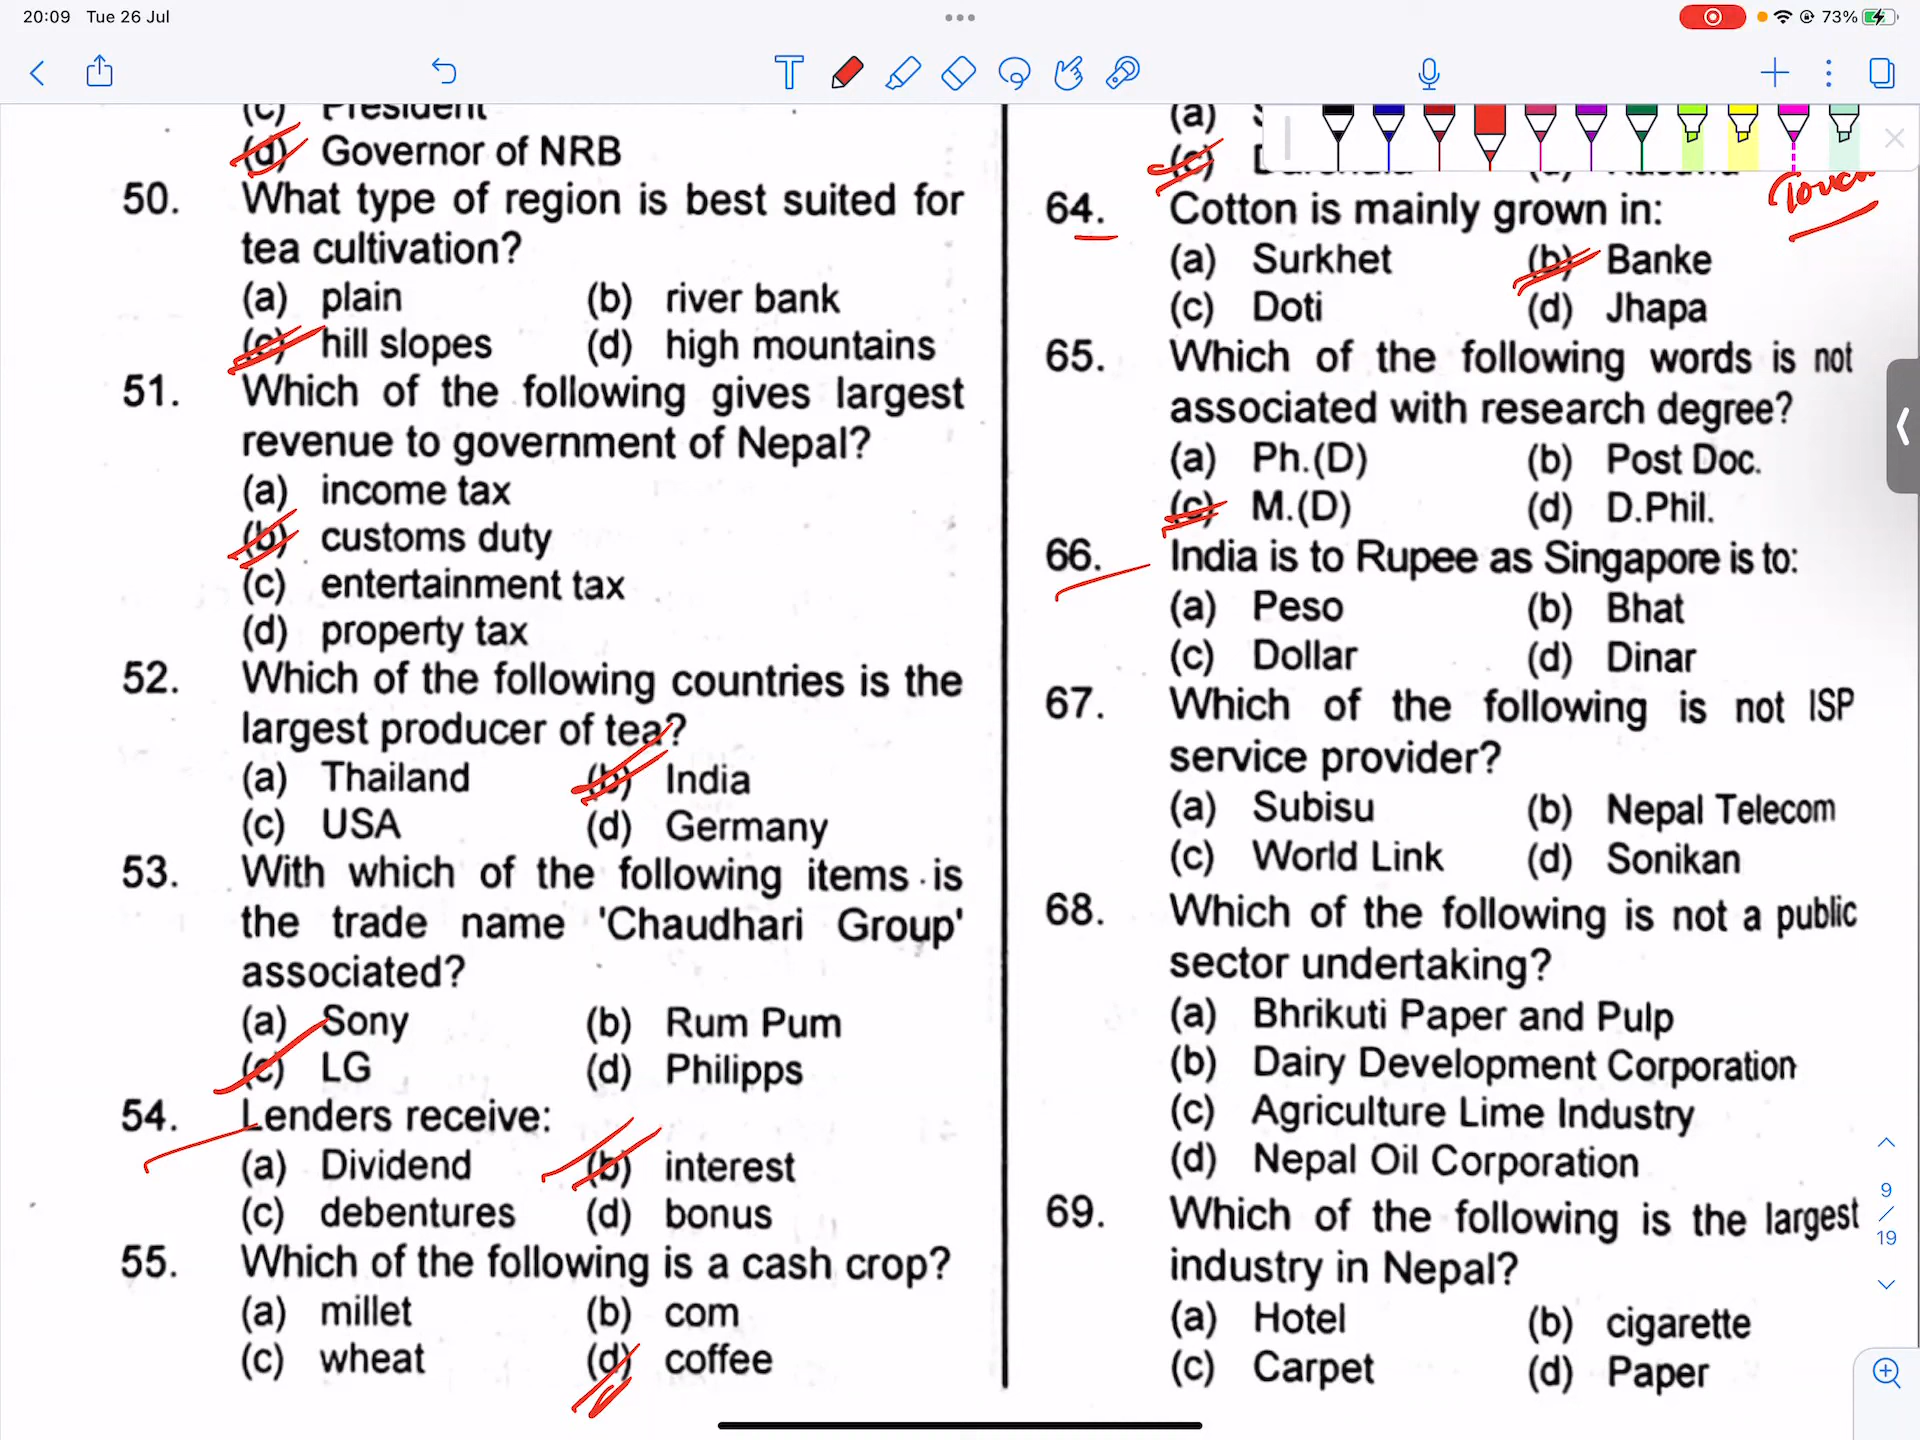 20:09 Tue 26 Jul
73%
(c) President
(d) Governor of NRB
50. What type of region is best suited for
tea cultivation?
(a) plain (b) river bank
(c) hill slopes (d) high mountains
51. Which of the following gives largest
revenue to government of Nepal?
(a) income tax
(b) customs duty
(c) entertainment tax
(d) property tax
52. Which of the following countries is the
largest producer of tea?
(a) Thailand (b) India
(c) USA (d) Germany
53. With which of the following items is
the trade name 'Chaudhari Group'
associated?
(a) Sony (b) Rum Pum
(c) LG (d) Philipps
54. Lenders receive:
(a) Dividend (b) interest
(c) debentures (d) bonus
55. Which of the following is a cash crop?
(a) millet (b) com
(c) wheat (d) coffee
(a)
(c)
Touch
64. Cotton is mainly grown in:
(a) Surkhet (b) Banke
(c) Doti (d) Jhapa
65. Which of the following words is not
associated with research degree?
(a) Ph.(D) (b) Post Doc.
(c) M.(D) (d) D.Phil.
66. India is to Rupee as Singapore is to:
(a) Peso (b) Bhat
(c) Dollar (d) Dinar
67. Which of the following is not ISP
service provider?
(a) Subisu (b) Nepal Telecom
(c) World Link (d) Sonikan
68. Which of the following is not a public
sector undertaking?
(a) Bhrikuti Paper and Pulp
(b) Dairy Development Corporation
(c) Agriculture Lime Industry
(d) Nepal Oil Corporation
69. Which of the following is the largest
industry in Nepal?
(a) Hotel (b) cigarette
(c) Carpet (d) Paper
9
/
19